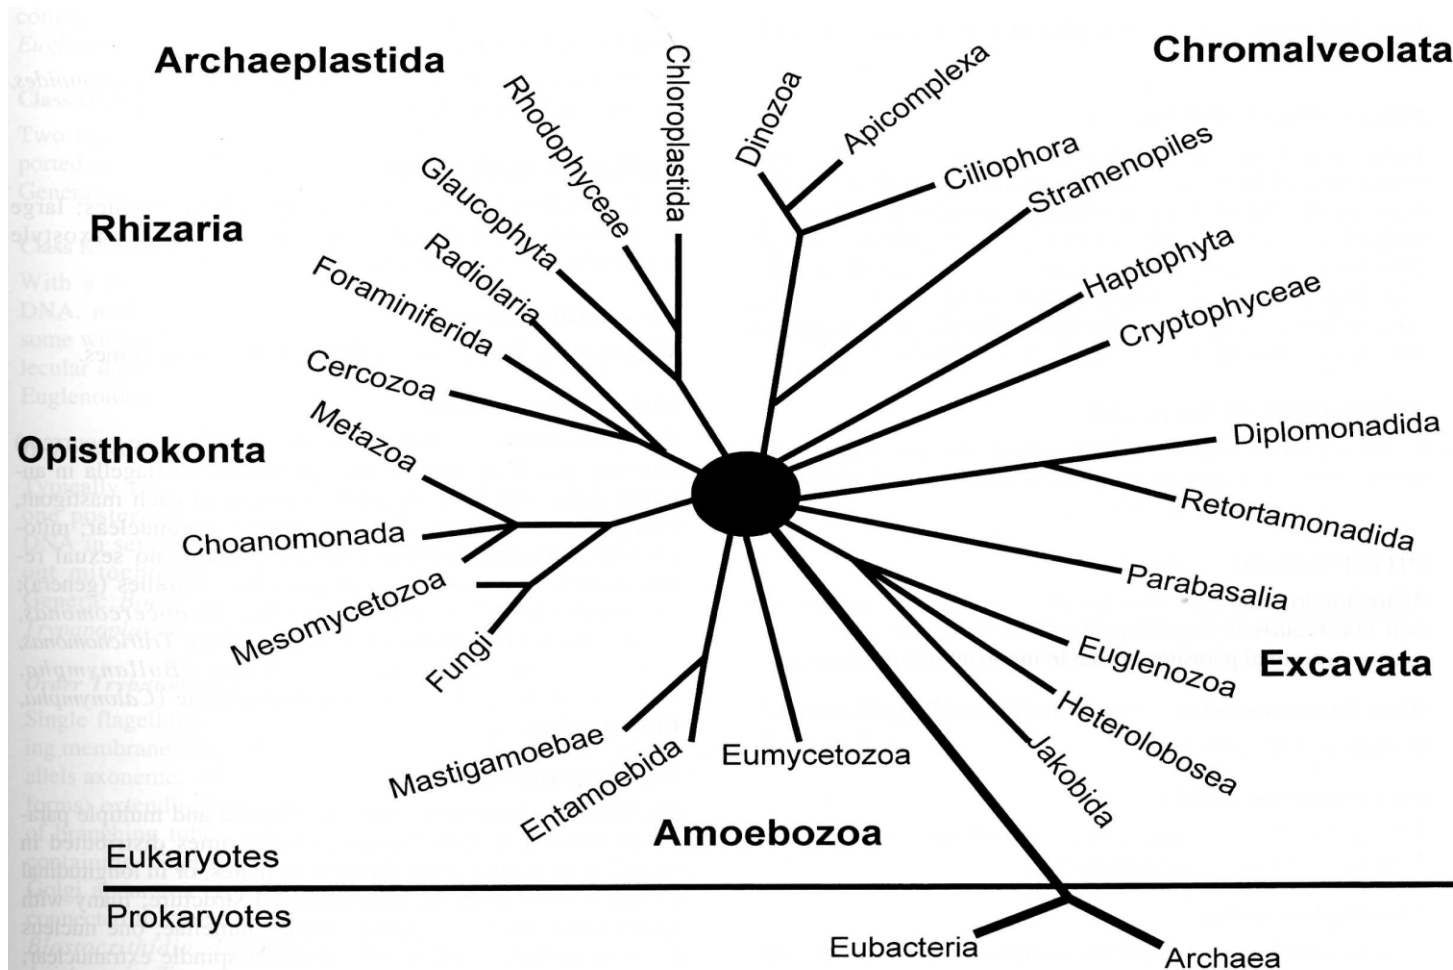 Archaeplastida
Chromalveolata
Rhizaria
Opisthokonta
Chloroplastida
Rhodophyceae
Glaucophyta
Radiolaria
Foraminiferida
Cercozoa
Metazoa
Choanomonada
Mesomycetozoa
Fungi
Dinozoa
Apicomplexa
Ciliophora
Stramenopiles
Haptophyta
Cryptophyceae
Diplomonadida
Retortamonadida
Parabasalia
Euglenozoa
Excavata
Heterolobosea
Jakobida
Mastigamoebae
Entamoebida
Eumycetozoa
Amoebozoa
Eukaryotes
Prokaryotes
Eubacteria
Archaea